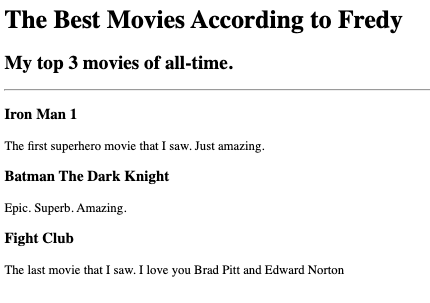 The Best Movies According to Fredy
My top 3 movies of all-time.
Iron Man 1
The first superhero movie that I saw. Just amazing.
Batman The Dark Knight
Epic. Superb. Amazing.
Fight Club
The last movie that I saw. I love you Brad Pitt and Edward Norton